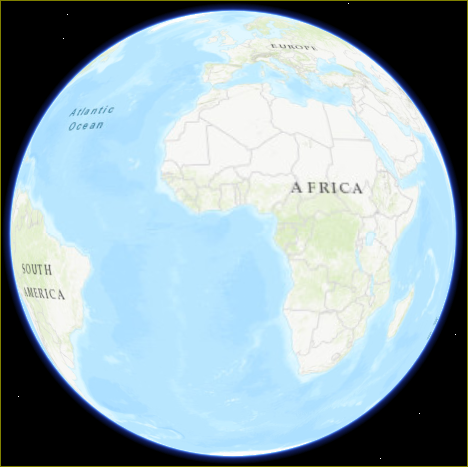 EUROPE
Atlantic
Ocean
AFRICA
SOUTH
AMERICA